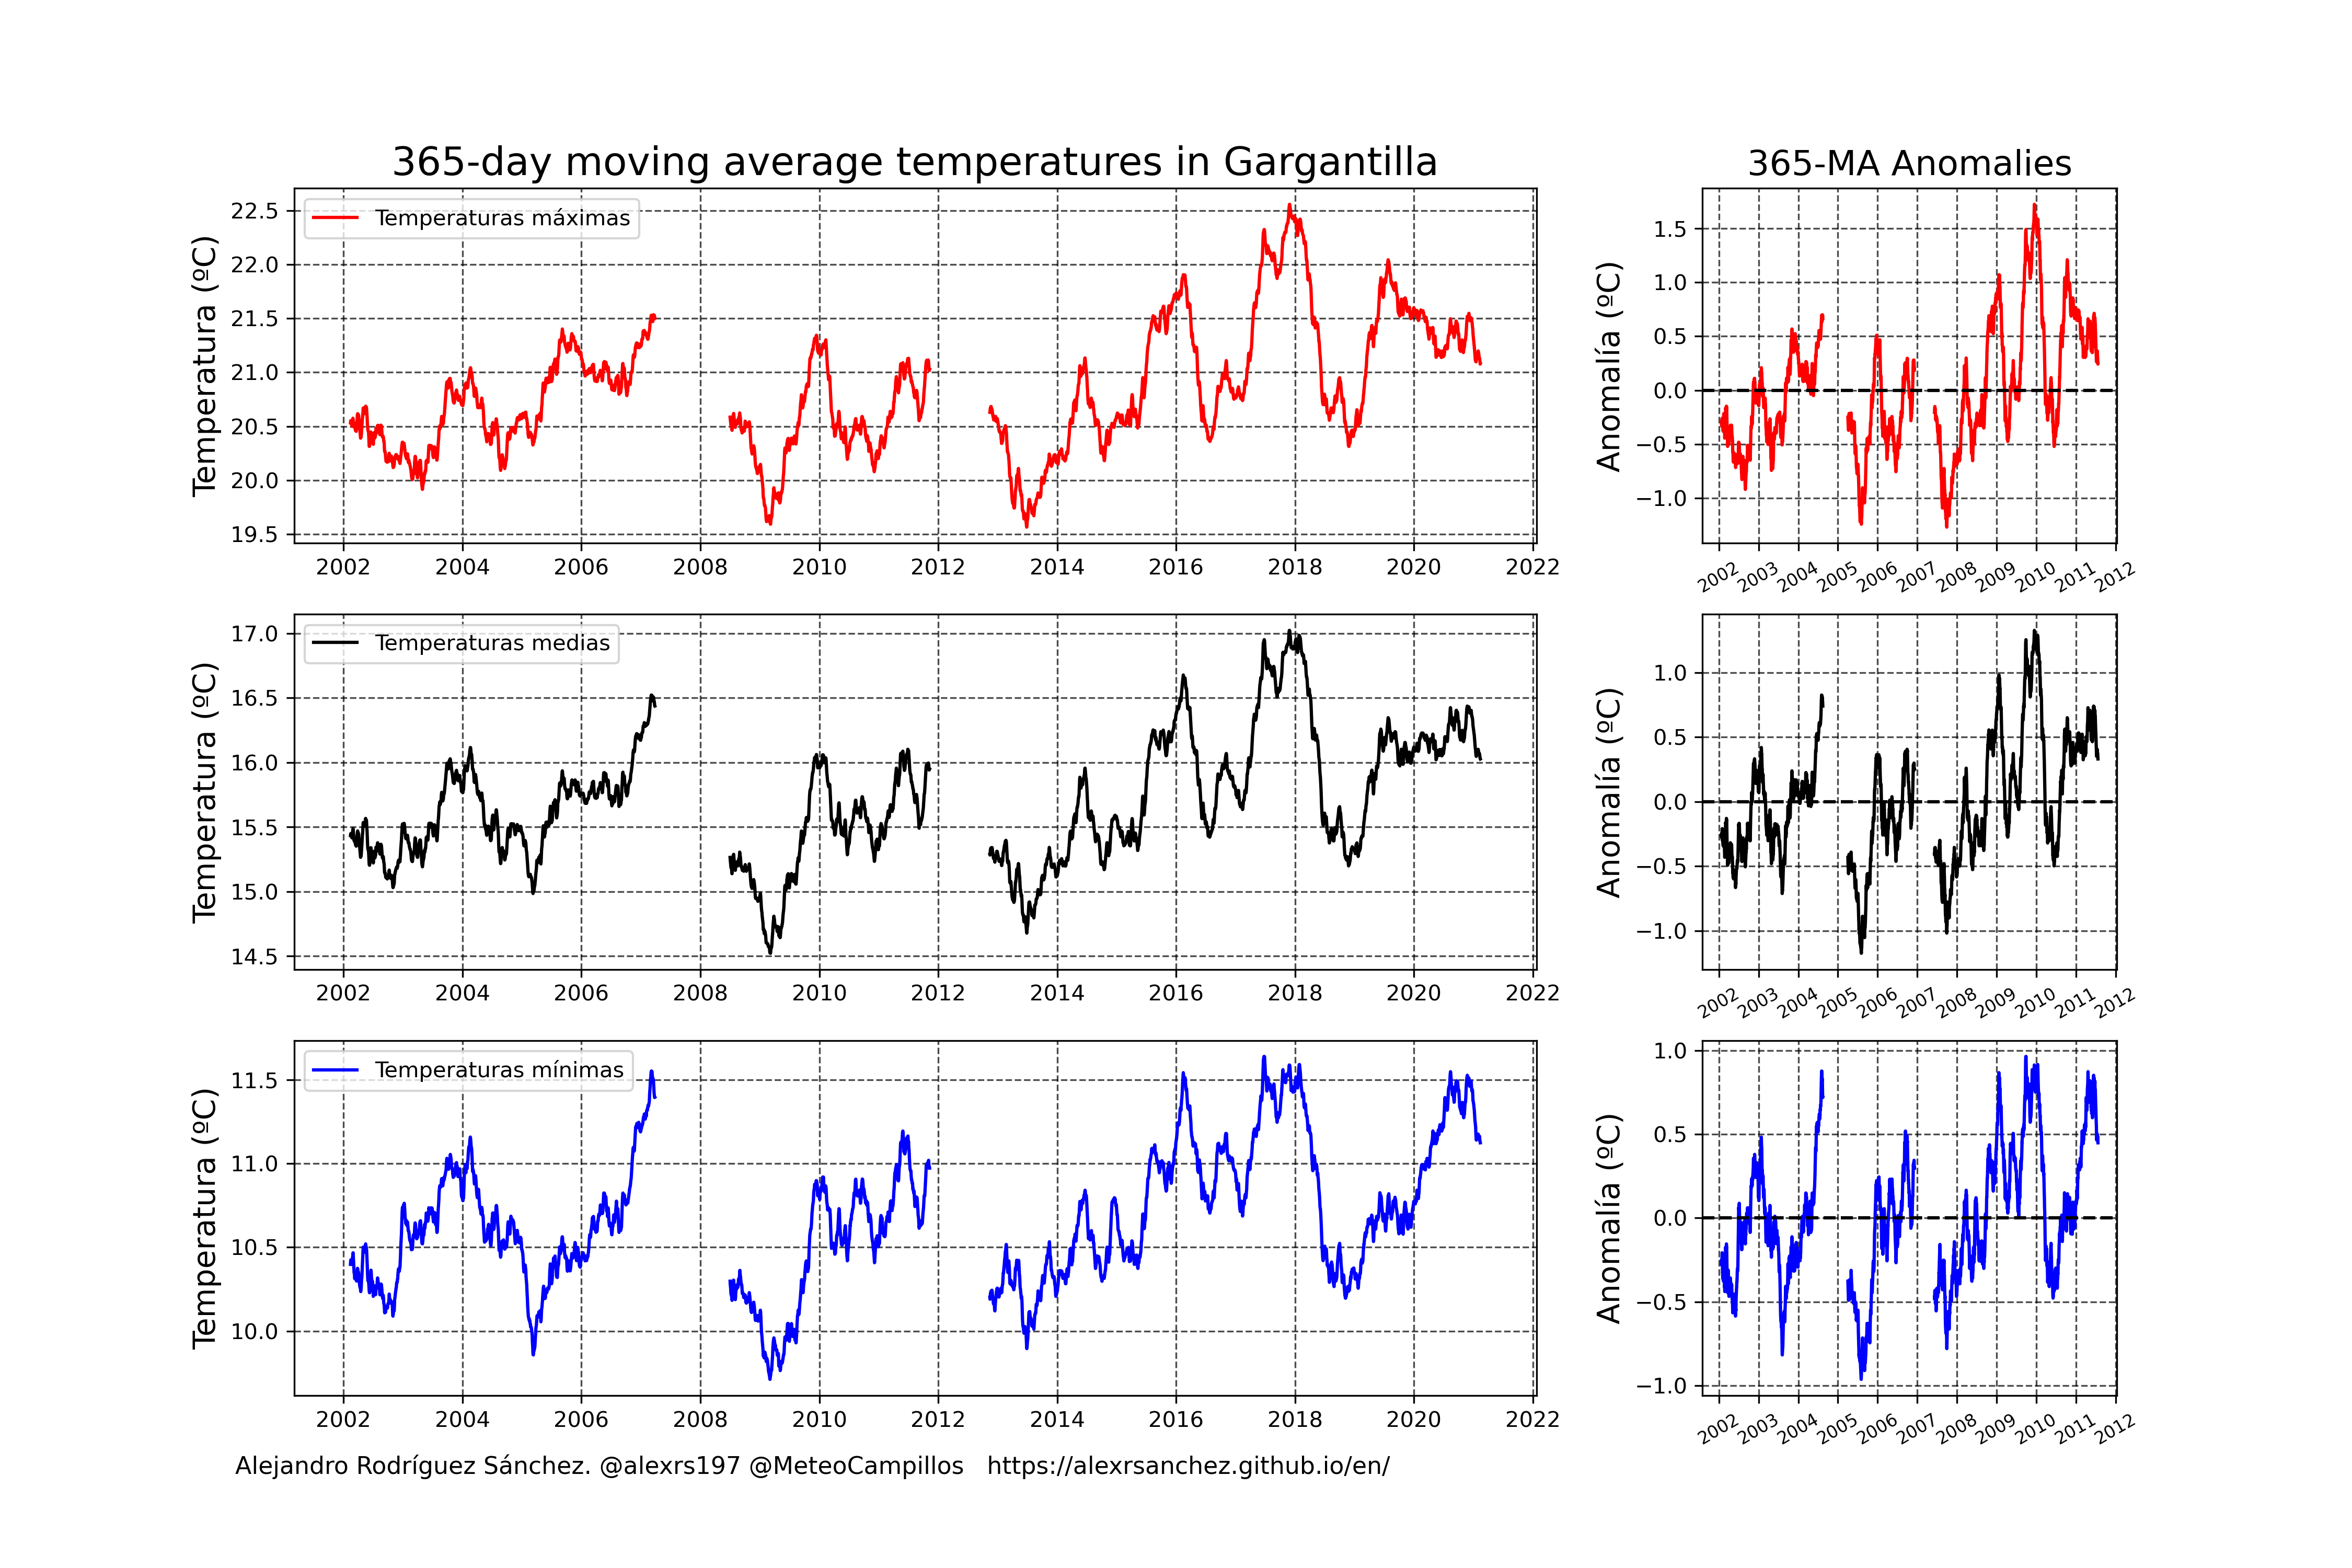 365-day moving average temperatures in Gargantilla
365-MA Anomalies
Temperatura (ºC)
22.5
22.0
21.5
21.0
20.5
20.0
19.5
Temperaturas máximas
2002 2004 2006 2008 2010 2012 2014 2016 2018 2020 2022
Anomalía (ºC)
1.5
1.0
0.5
0.0
−0.5
−1.0
2002 2003 2004 2005 2006 2007 2008 2009 2010 2011 2012
Temperatura (ºC)
17.0
16.5
16.0
15.5
15.0
14.5
Temperaturas medias
2002 2004 2006 2008 2010 2012 2014 2016 2018 2020 2022
Anomalía (ºC)
1.0
0.5
0.0
−0.5
−1.0
2002 2003 2004 2005 2006 2007 2008 2009 2010 2011 2012
Temperatura (ºC)
11.5
11.0
10.5
10.0
Temperaturas mínimas
2002 2004 2006 2008 2010 2012 2014 2016 2018 2020 2022
Anomalía (ºC)
1.0
0.5
0.0
−0.5
−1.0
2002 2003 2004 2005 2006 2007 2008 2009 2010 2011 2012
Alejandro Rodríguez Sánchez. @alexrs197 @MeteoCampillos https://alexrsanchez.github.io/en/